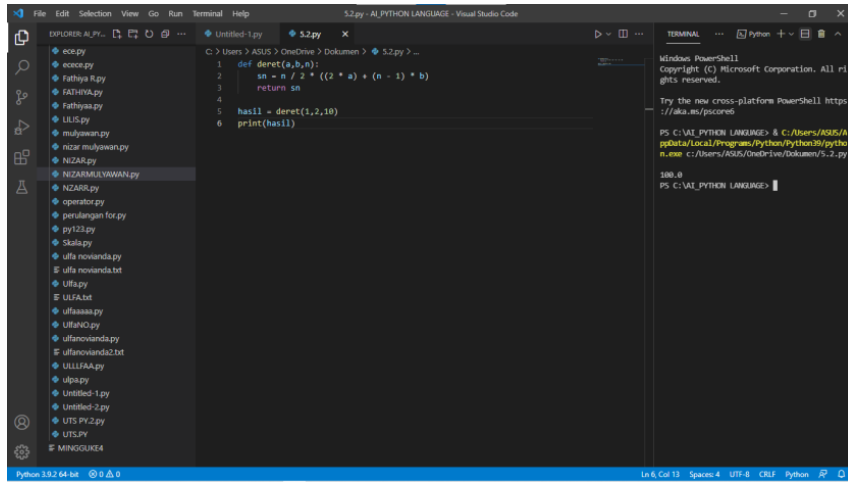 File Edit Selection View Go Run Terminal Help
5.2.py - AI_PYTHON LANGUAGE - Visual Studio Code
EXPLORER: AI_PY...
ece.py
ecece.py
Fathiya R.py
FATHIYA.py
Fathiyaa.py
LILIS.py
mulyawan.py
nizar mulyawan.py
NIZAR.py
NIZARMULYAWAN.py
NZARR.py
operator.py
perulangan for.py
py123.py
Skala.py
ulfa novianda.py
ulfa novianda.txt
Ulfa.py
ULFA.txt
ulfaaaaa.py
UlfaNO.py
ulfanovianda.py
ulfanovianda2.txt
ULLLFAA.py
ulpa.py
Untitled-1.py
Untitled-2.py
UTS PY.2.py
UTS.PY
MINGGUKE4
Untitled-1.py 5.2.py
C: > Users > ASUS > OneDrive > Dokumen > 5.2.py > ...
1 def deret(a,b,n):
2 sn = n / 2 * ((2 * a) + (n - 1) * b)
3 return sn
4
5 hasil = deret(1,2,10)
6 print(hasil)
TERMINAL ... Python
Windows PowerShell
Copyright (C) Microsoft Corporation. All ri
ghts reserved.
Try the new cross-platform PowerShell https
://aka.ms/pscore6
PS C:\AI_PYTHON LANGUAGE> & C:/Users/ASUS/A
ppData/Local/Programs/Python/Python39/pytho
n.exe c:/Users/ASUS/OneDrive/Dokumen/5.2.py
100.0
PS C:\AI_PYTHON LANGUAGE>
Python 3.9.2 64-bit 0 0
Ln 6, Col 13 Spaces: 4 UTF-8 CRLF Python